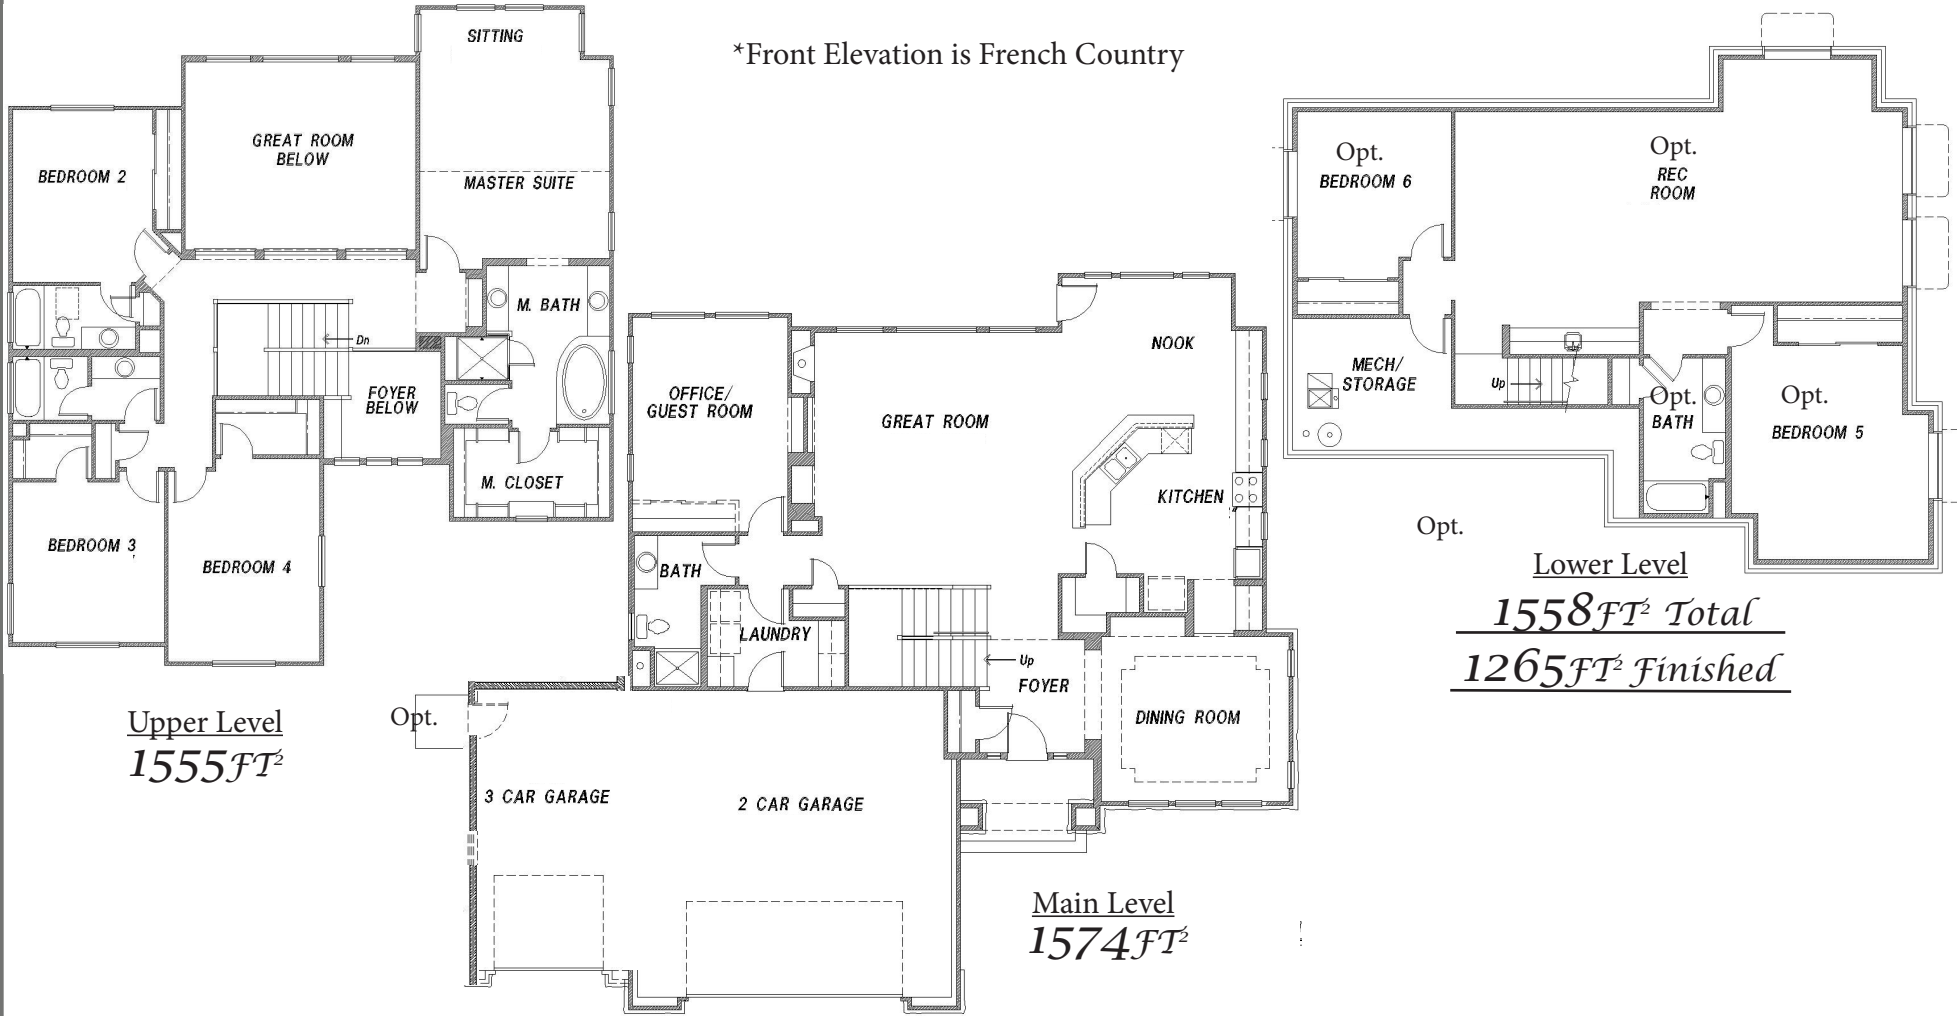 *Front Elevation is French Country
SITTING
GREAT ROOM
BELOW
BEDROOM 2
MASTER SUITE
M. BATH
Dn
FOYER
BELOW
M. CLOSET
BEDROOM 3
BEDROOM 4
Upper Level
1555FT²
OFFICE/
GUEST ROOM
GREAT ROOM
NOOK
KITCHEN
BATH
LAUNDRY
Up
FOYER
DINING ROOM
Opt.
3 CAR GARAGE
2 CAR GARAGE
Main Level
1574FT²
Opt.
BEDROOM 6
Opt.
REC
ROOM
MECH/
STORAGE
Up
Opt.
BATH
Opt.
BEDROOM 5
Opt.
Lower Level
1558FT² Total
1265FT² Finished